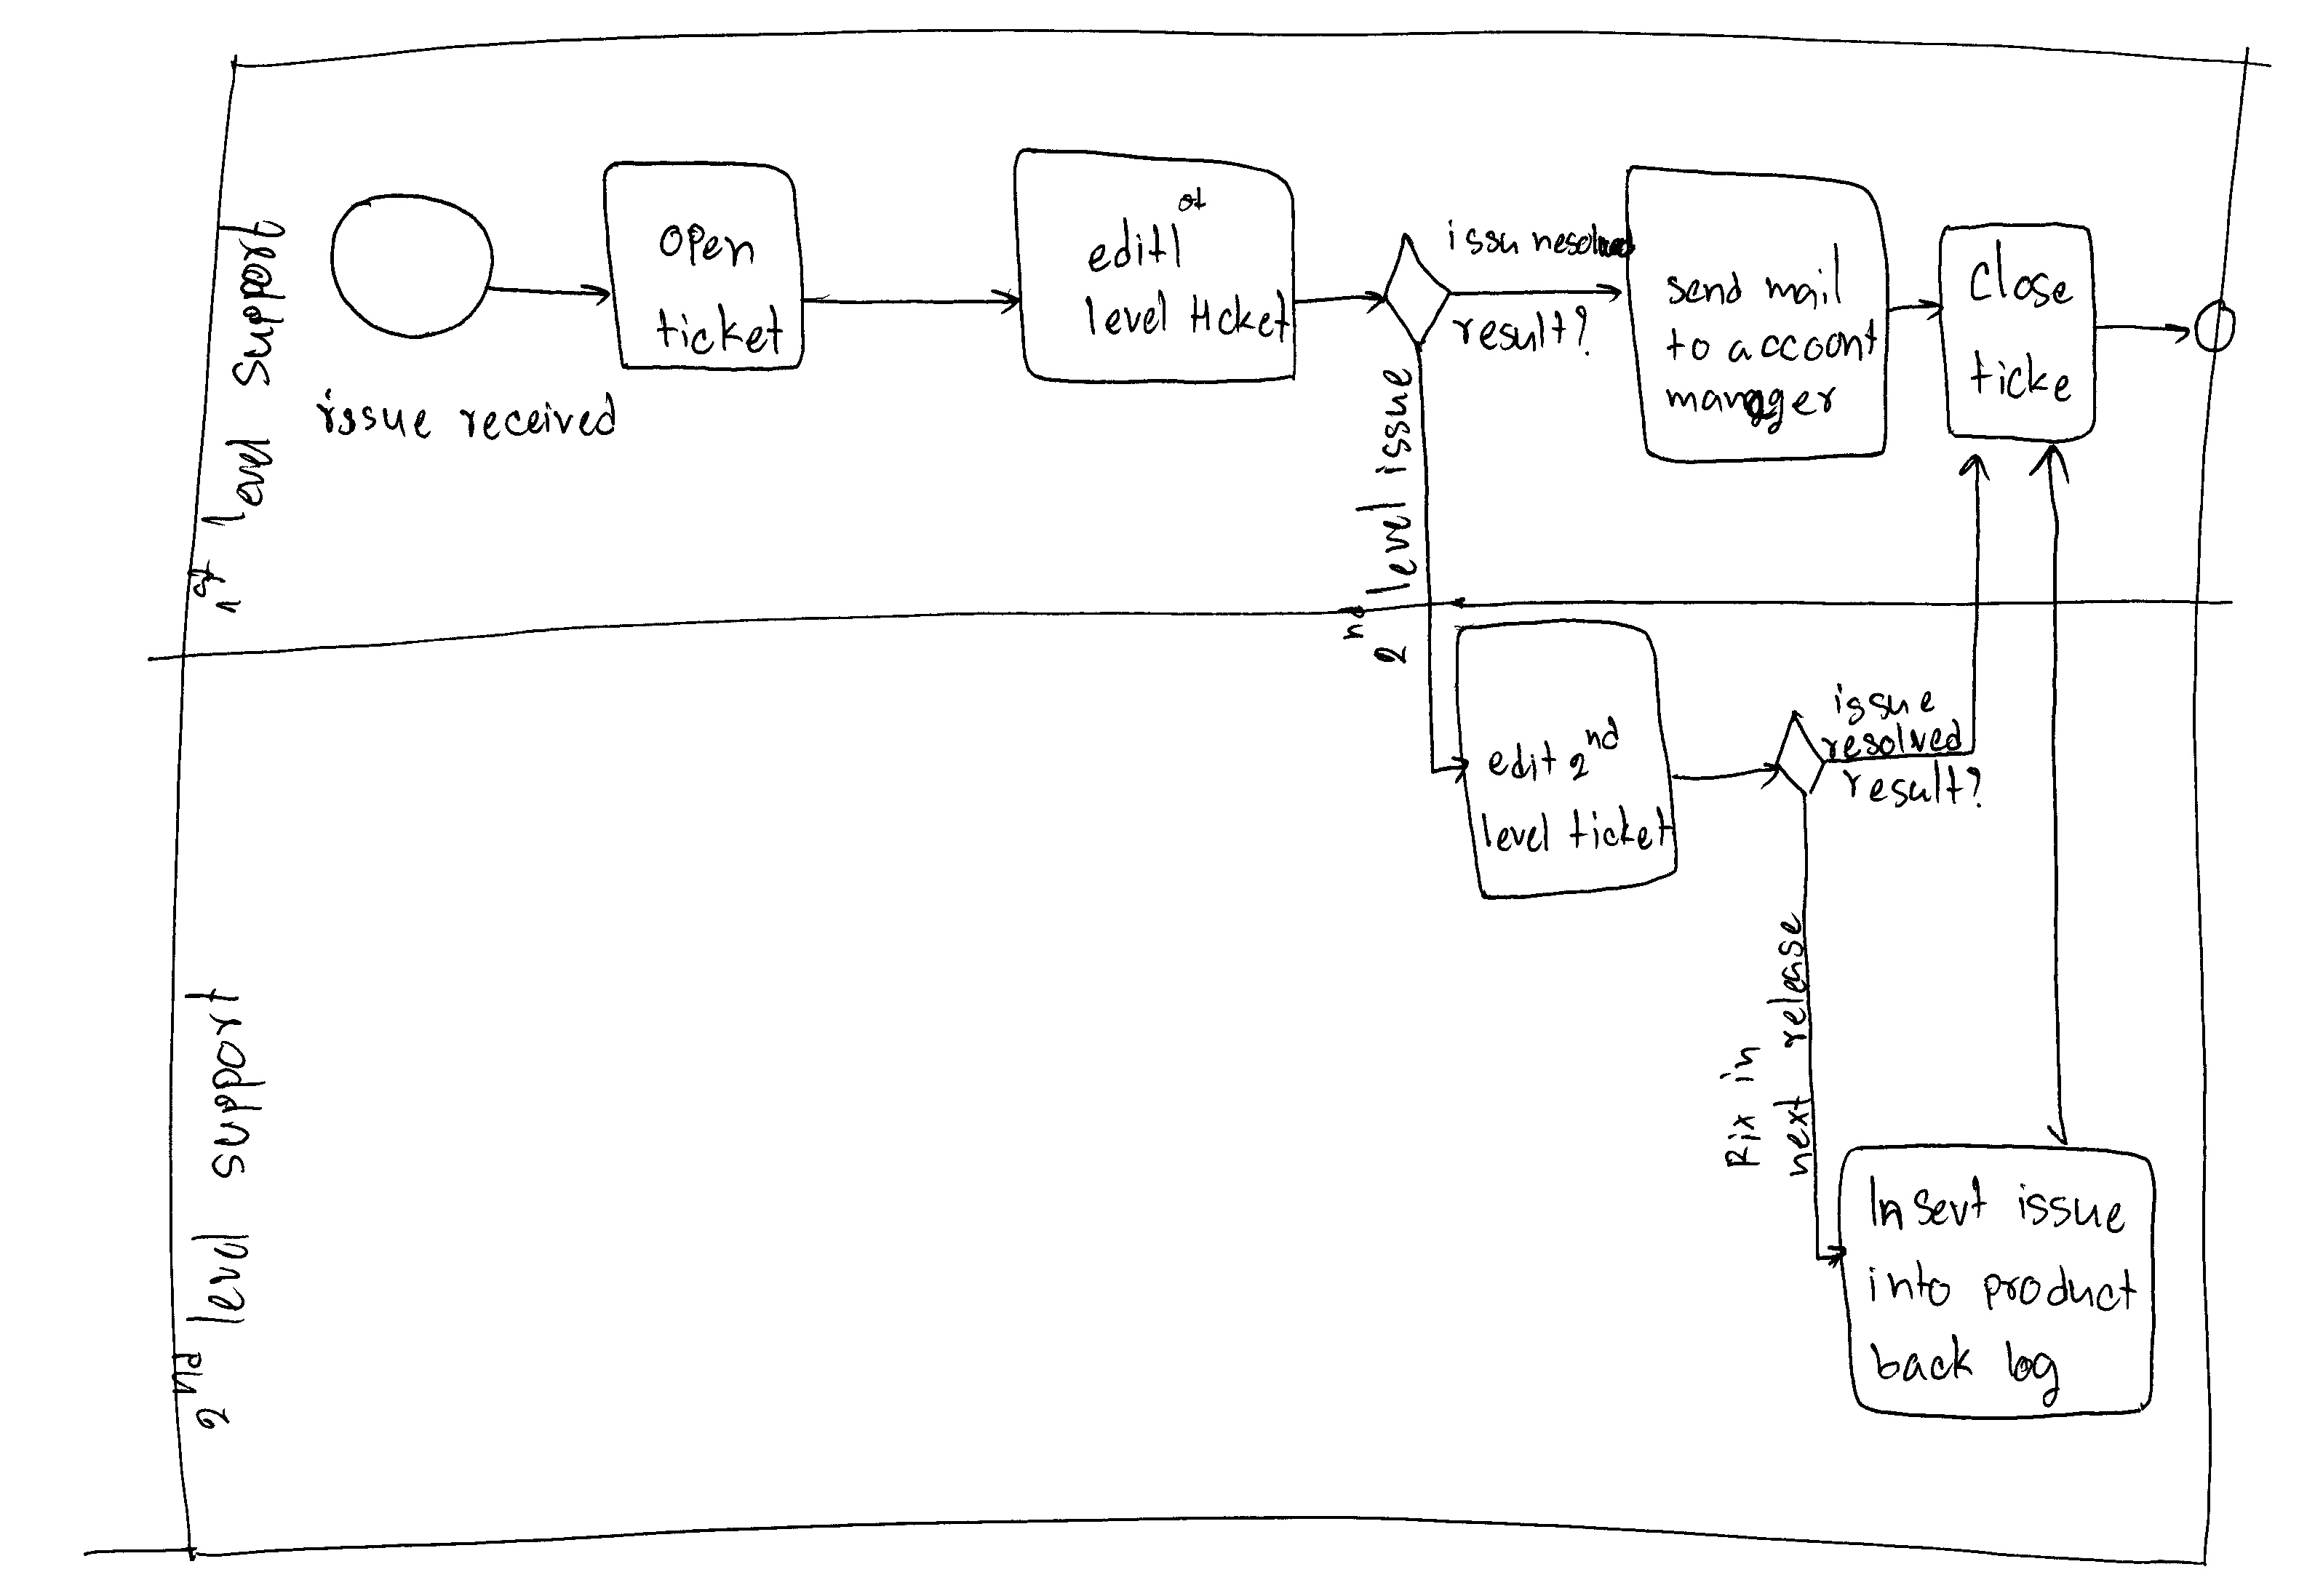 1st level support
issue received
open
ticket
edit 1st
level ticket
issu resolved
result?
send mail
to accoont
manager
close
ticke
2nd level issue
2nd level support
edit 2nd
level ticket
issue
resolved
result?
Fix in
next release
Insert issue
into product
back log